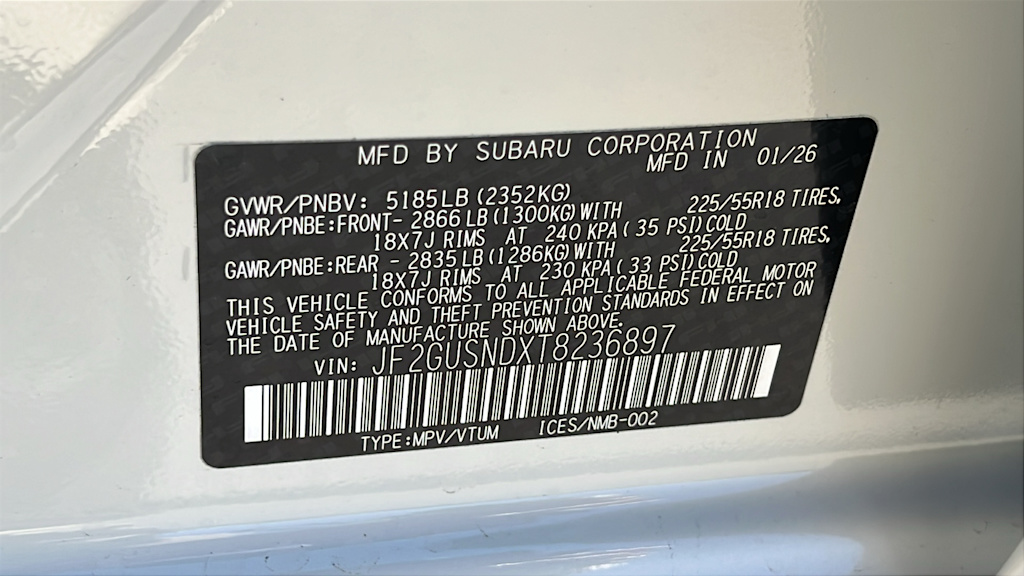 MFD BY SUBARU CORPORATION
MFD IN 01/26
GVWR/PNBV: 5185LB (2352KG)
GAWR/PNBE:FRONT- 2866 LB (1300KG) WITH 225/55R18 TIRES,
18X7J RIMS AT 240 KPA ( 35 PSI) COLD
GAWR/PNBE:REAR - 2835 LB (1286KG) WITH 225/55R18 TIRES,
18X7J RIMS AT 230 KPA ( 33 PSI) COLD
THIS VEHICLE CONFORMS TO ALL APPLICABLE FEDERAL MOTOR
VEHICLE SAFETY AND THEFT PREVENTION STANDARDS IN EFFECT ON
THE DATE OF MANUFACTURE SHOWN ABOVE.
VIN: JF2GUSNDXT8236897
TYPE:MPV/VTUM ICES/NMB-002